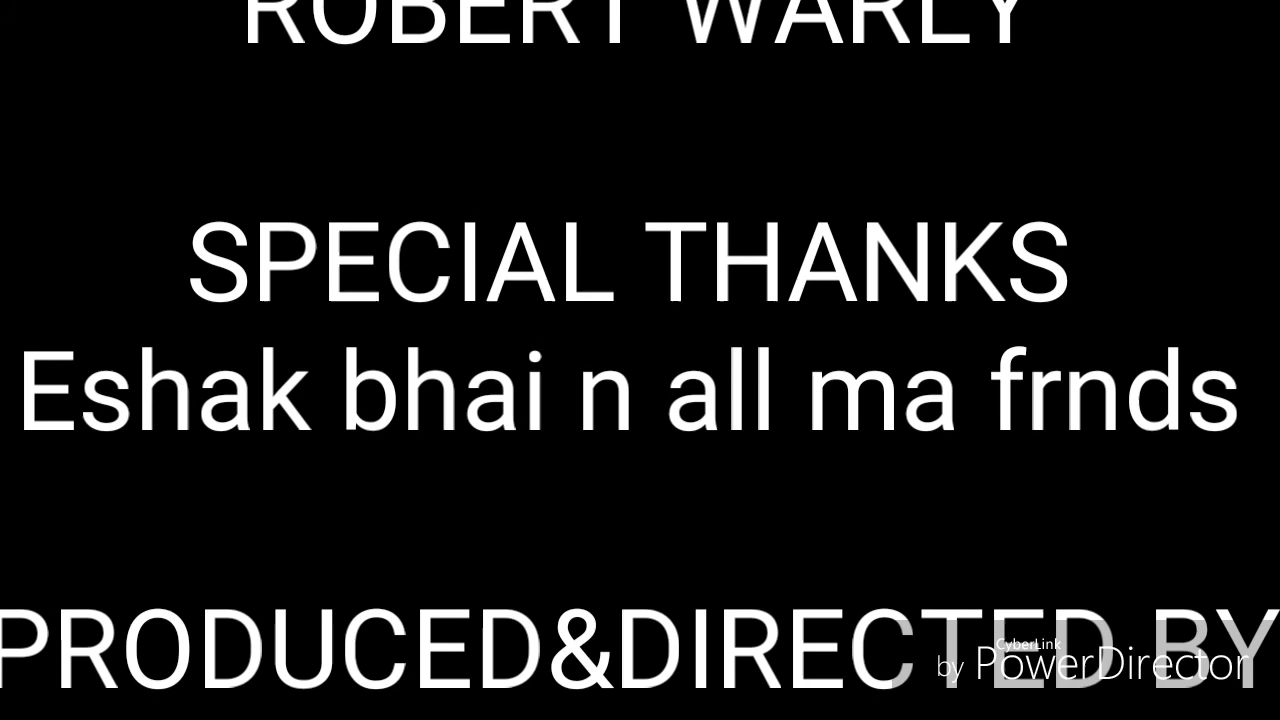 ROBERT WARLY
SPECIAL THANKS
Eshak bhai n all ma frnds
PRODUCED&DIRECTED BY
CyberLink
by PowerDirector